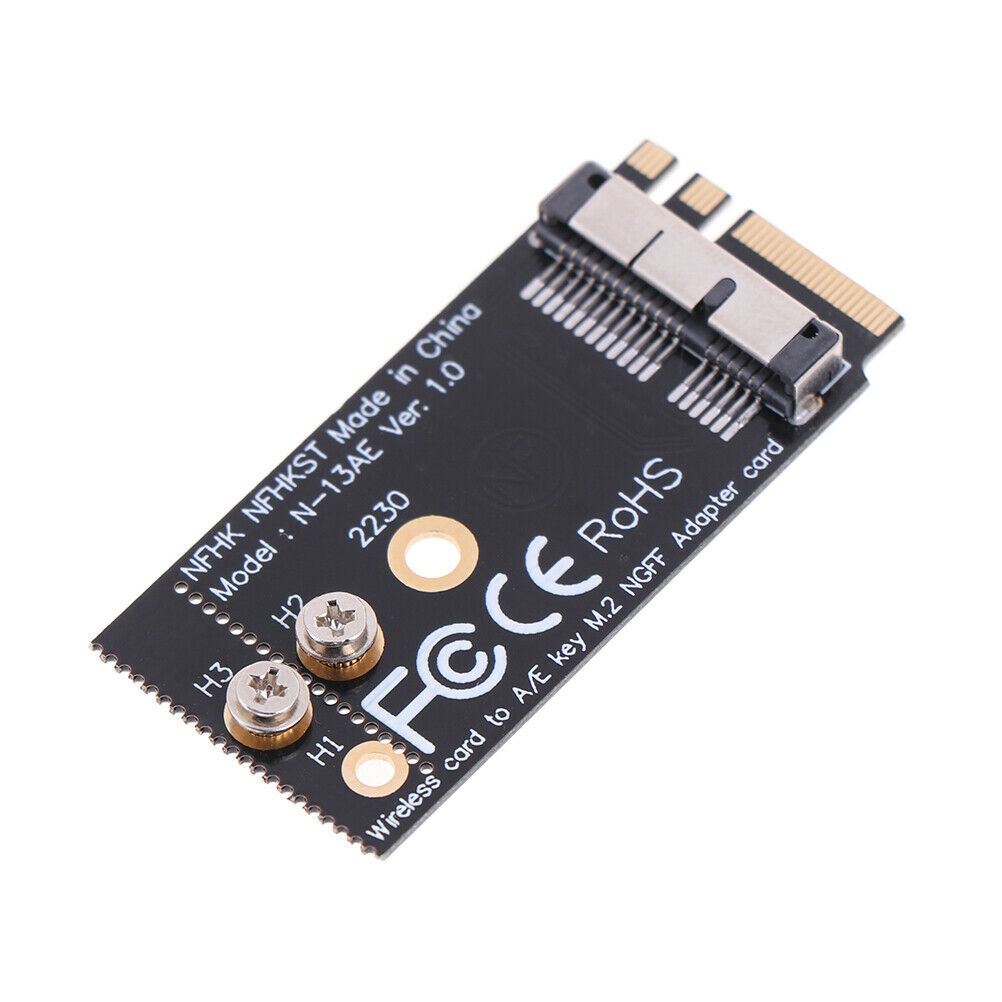 NFHK NFHKST Made in China
Model : N-13AE Ver: 1.0
2230
H2
H3
H1
FC CE RoHS
Wireless card to A/E key M.2 NGFF Adapter card